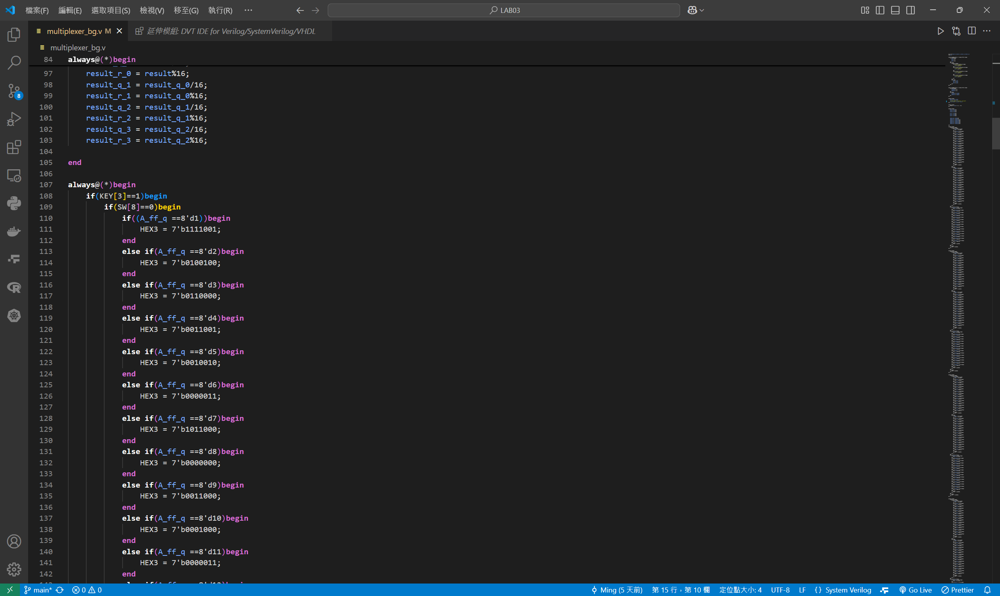 檔案(F) 編輯(E) 選取項目(S) 檢視(V) 移至(G) 執行(R) ··· LAB03
multiplexer_bg.v M 延伸模組: DVT IDE for Verilog/SystemVerilog/VHDL
multiplexer_bg.v
84 always@(*)begin
97 result_r_0 = result%16;
98 result_q_1 = result_q_0/16;
99 result_r_1 = result_q_0%16;
100 result_q_2 = result_q_1/16;
101 result_r_2 = result_q_1%16;
102 result_q_3 = result_q_2/16;
103 result_r_3 = result_q_2%16;
104
105 end
106
107 always@(*)begin
108 if(KEY[3]==1)begin
109 if(SW[8]==0)begin
110 if((A_ff_q ==8'd1))begin
111 HEX3 = 7'b1111001;
112 end
113 else if(A_ff_q ==8'd2)begin
114 HEX3 = 7'b0100100;
115 end
116 else if(A_ff_q ==8'd3)begin
117 HEX3 = 7'b0110000;
118 end
119 else if(A_ff_q ==8'd4)begin
120 HEX3 = 7'b0011001;
121 end
122 else if(A_ff_q ==8'd5)begin
123 HEX3 = 7'b0010010;
124 end
125 else if(A_ff_q ==8'd6)begin
126 HEX3 = 7'b0000011;
127 end
128 else if(A_ff_q ==8'd7)begin
129 HEX3 = 7'b1011000;
130 end
131 else if(A_ff_q ==8'd8)begin
132 HEX3 = 7'b0000000;
133 end
134 else if(A_ff_q ==8'd9)begin
135 HEX3 = 7'b0011000;
136 end
137 else if(A_ff_q ==8'd10)begin
138 HEX3 = 7'b0001000;
139 end
140 else if(A_ff_q ==8'd11)begin
141 HEX3 = 7'b0000011;
142 end
8
main* 0 0 Ming (5 天前) 第 15 行，第 10 欄 定位點大小: 4 UTF-8 LF {} System Verilog Go Live Prettier